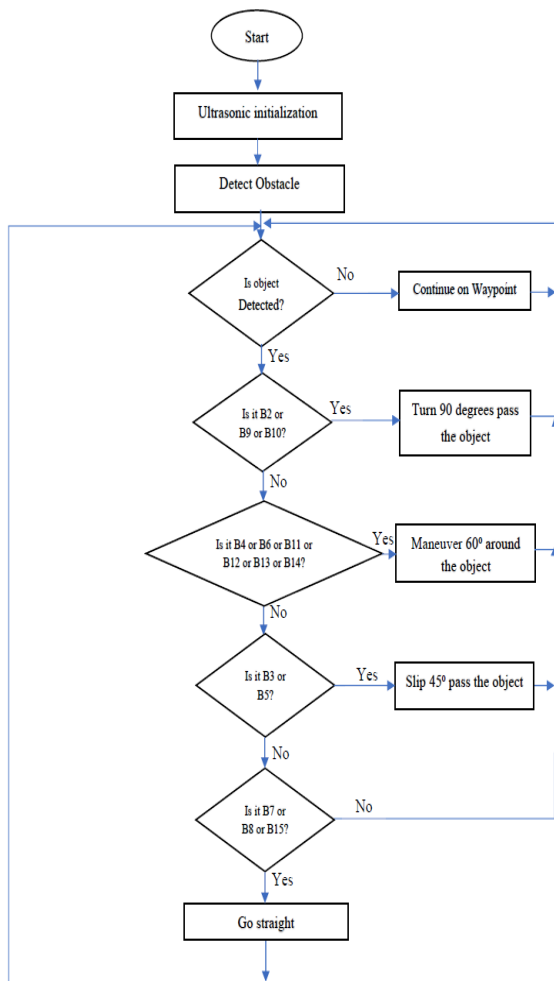 Start
Ultrasonic initialization
Detect Obstacle
Is object
Detected?
No
Continue on Waypoint
Yes
Is it B2 or
B9 or B10?
Yes
Turn 90 degrees pass
the object
No
Is it B4 or B6 or B11 or
B12 or B13 or B14?
Yes
Maneuver 60⁰ around
the object
No
Is it B3 or
B5?
Yes
Slip 45⁰ pass the object
No
Is it B7 or
B8 or B15?
No
Yes
Go straight